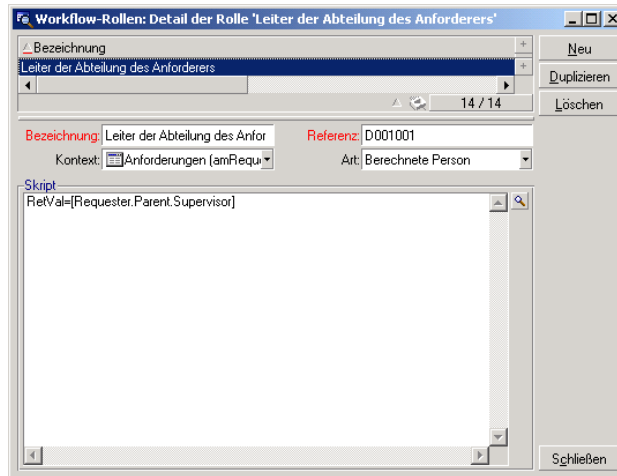 Workflow-Rollen: Detail der Rolle 'Leiter der Abteilung des Anforderers'
Bezeichnung
Neu
Leiter der Abteilung des Anforderers
Duplizieren
14 / 14
Löschen
Bezeichnung: Leiter der Abteilung des Anfor
Referenz: D001001
Kontext: Anforderungen (amRequ
Art: Berechnete Person
Skript
RetVal=[Requester.Parent.Supervisor]
Schließen